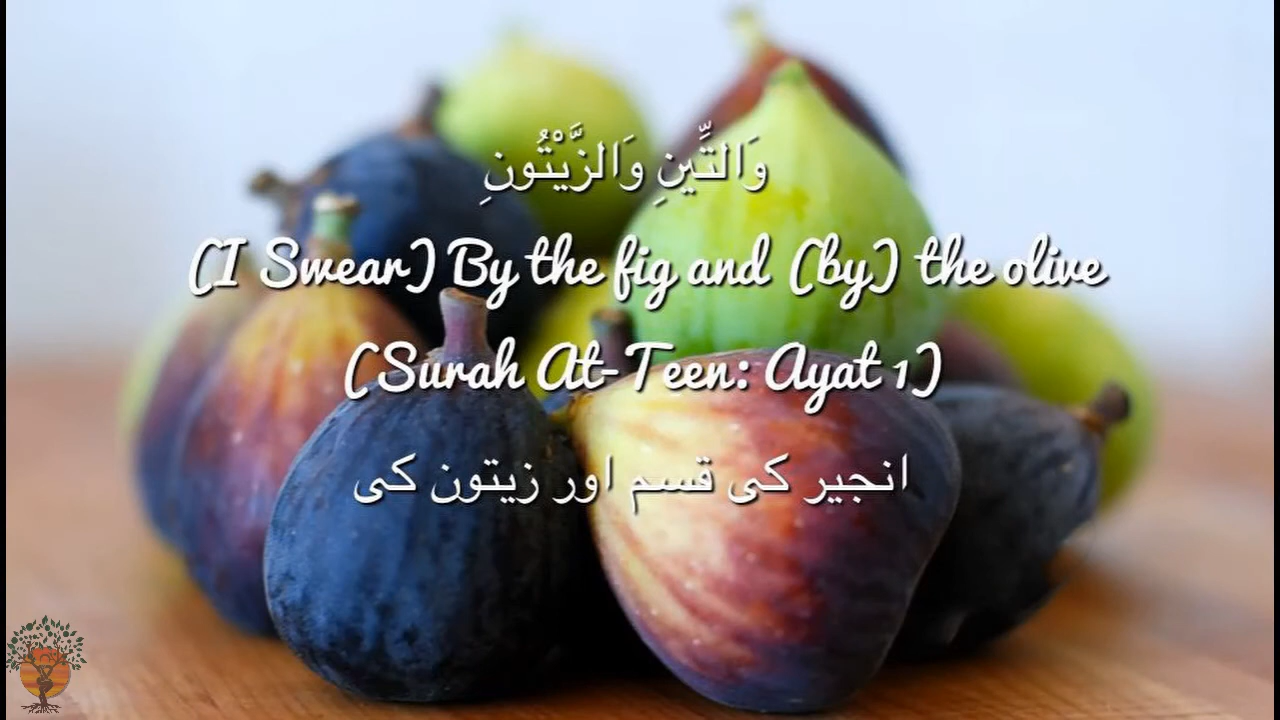 وَالتِّينِ وَالزَّيْتُونِ
(I Swear) By the fig and (by) the olive
(Surah At-Teen: Ayat 1)
انجیر کی قسم اور زیتون کی